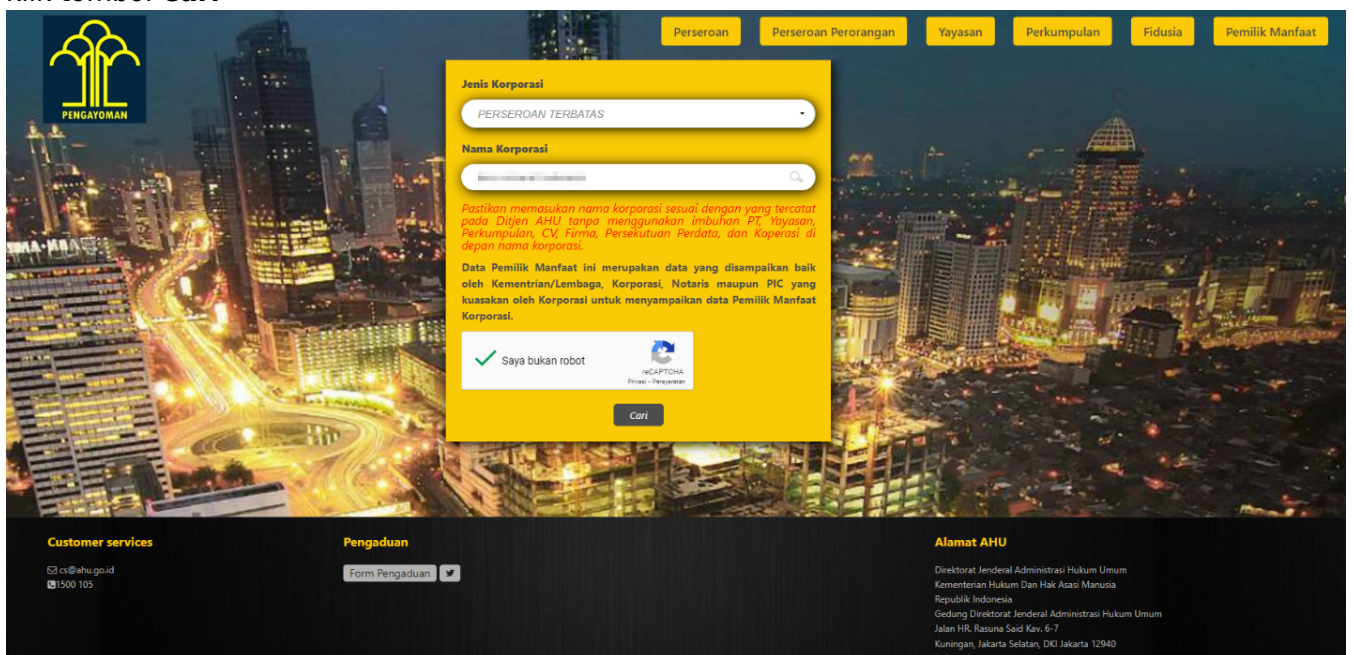 klik tombol Cari
PENGAYOMAN
Perseroan
Perseroan Perorangan
Yayasan
Perkumpulan
Fidusia
Pemilik Manfaat
Jenis Korporasi
PERSEROAN TERBATAS
Nama Korporasi
Pastikan memasukan nama korporasi sesuai dengan yang tercatat
pada Ditjen AHU tanpa menggunakan imbuhan PT, Yayasan,
Perkumpulan, CV, Firma, Persekutuan Perdata, dan Koperasi di
depan nama korporasi.
Data Pemilik Manfaat ini merupakan data yang disampaikan baik
oleh Kementrian/Lembaga, Korporasi, Notaris maupun PIC yang
kuasakan oleh Korporasi untuk menyampaikan data Pemilik Manfaat
Korporasi.
Saya bukan robot
reCAPTCHA
Privasi - Persyaratan
Cari
Customer services
cs@ahu.go.id
1500 105
Pengaduan
Form Pengaduan
Alamat AHU
Direktorat Jenderal Administrasi Hukum Umum
Kementerian Hukum Dan Hak Asasi Manusia
Republik Indonesia
Gedung Direktorat Jenderal Administrasi Hukum Umum
Jalan HR. Rasuna Said Kav. 6-7
Kuningan, Jakarta Selatan, DKI Jakarta 12940